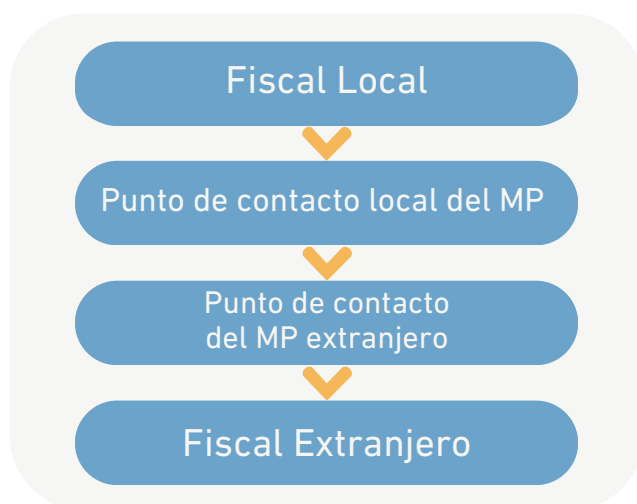 Fiscal Local
Punto de contacto local del MP
Punto de contacto
del MP extranjero
Fiscal Extranjero